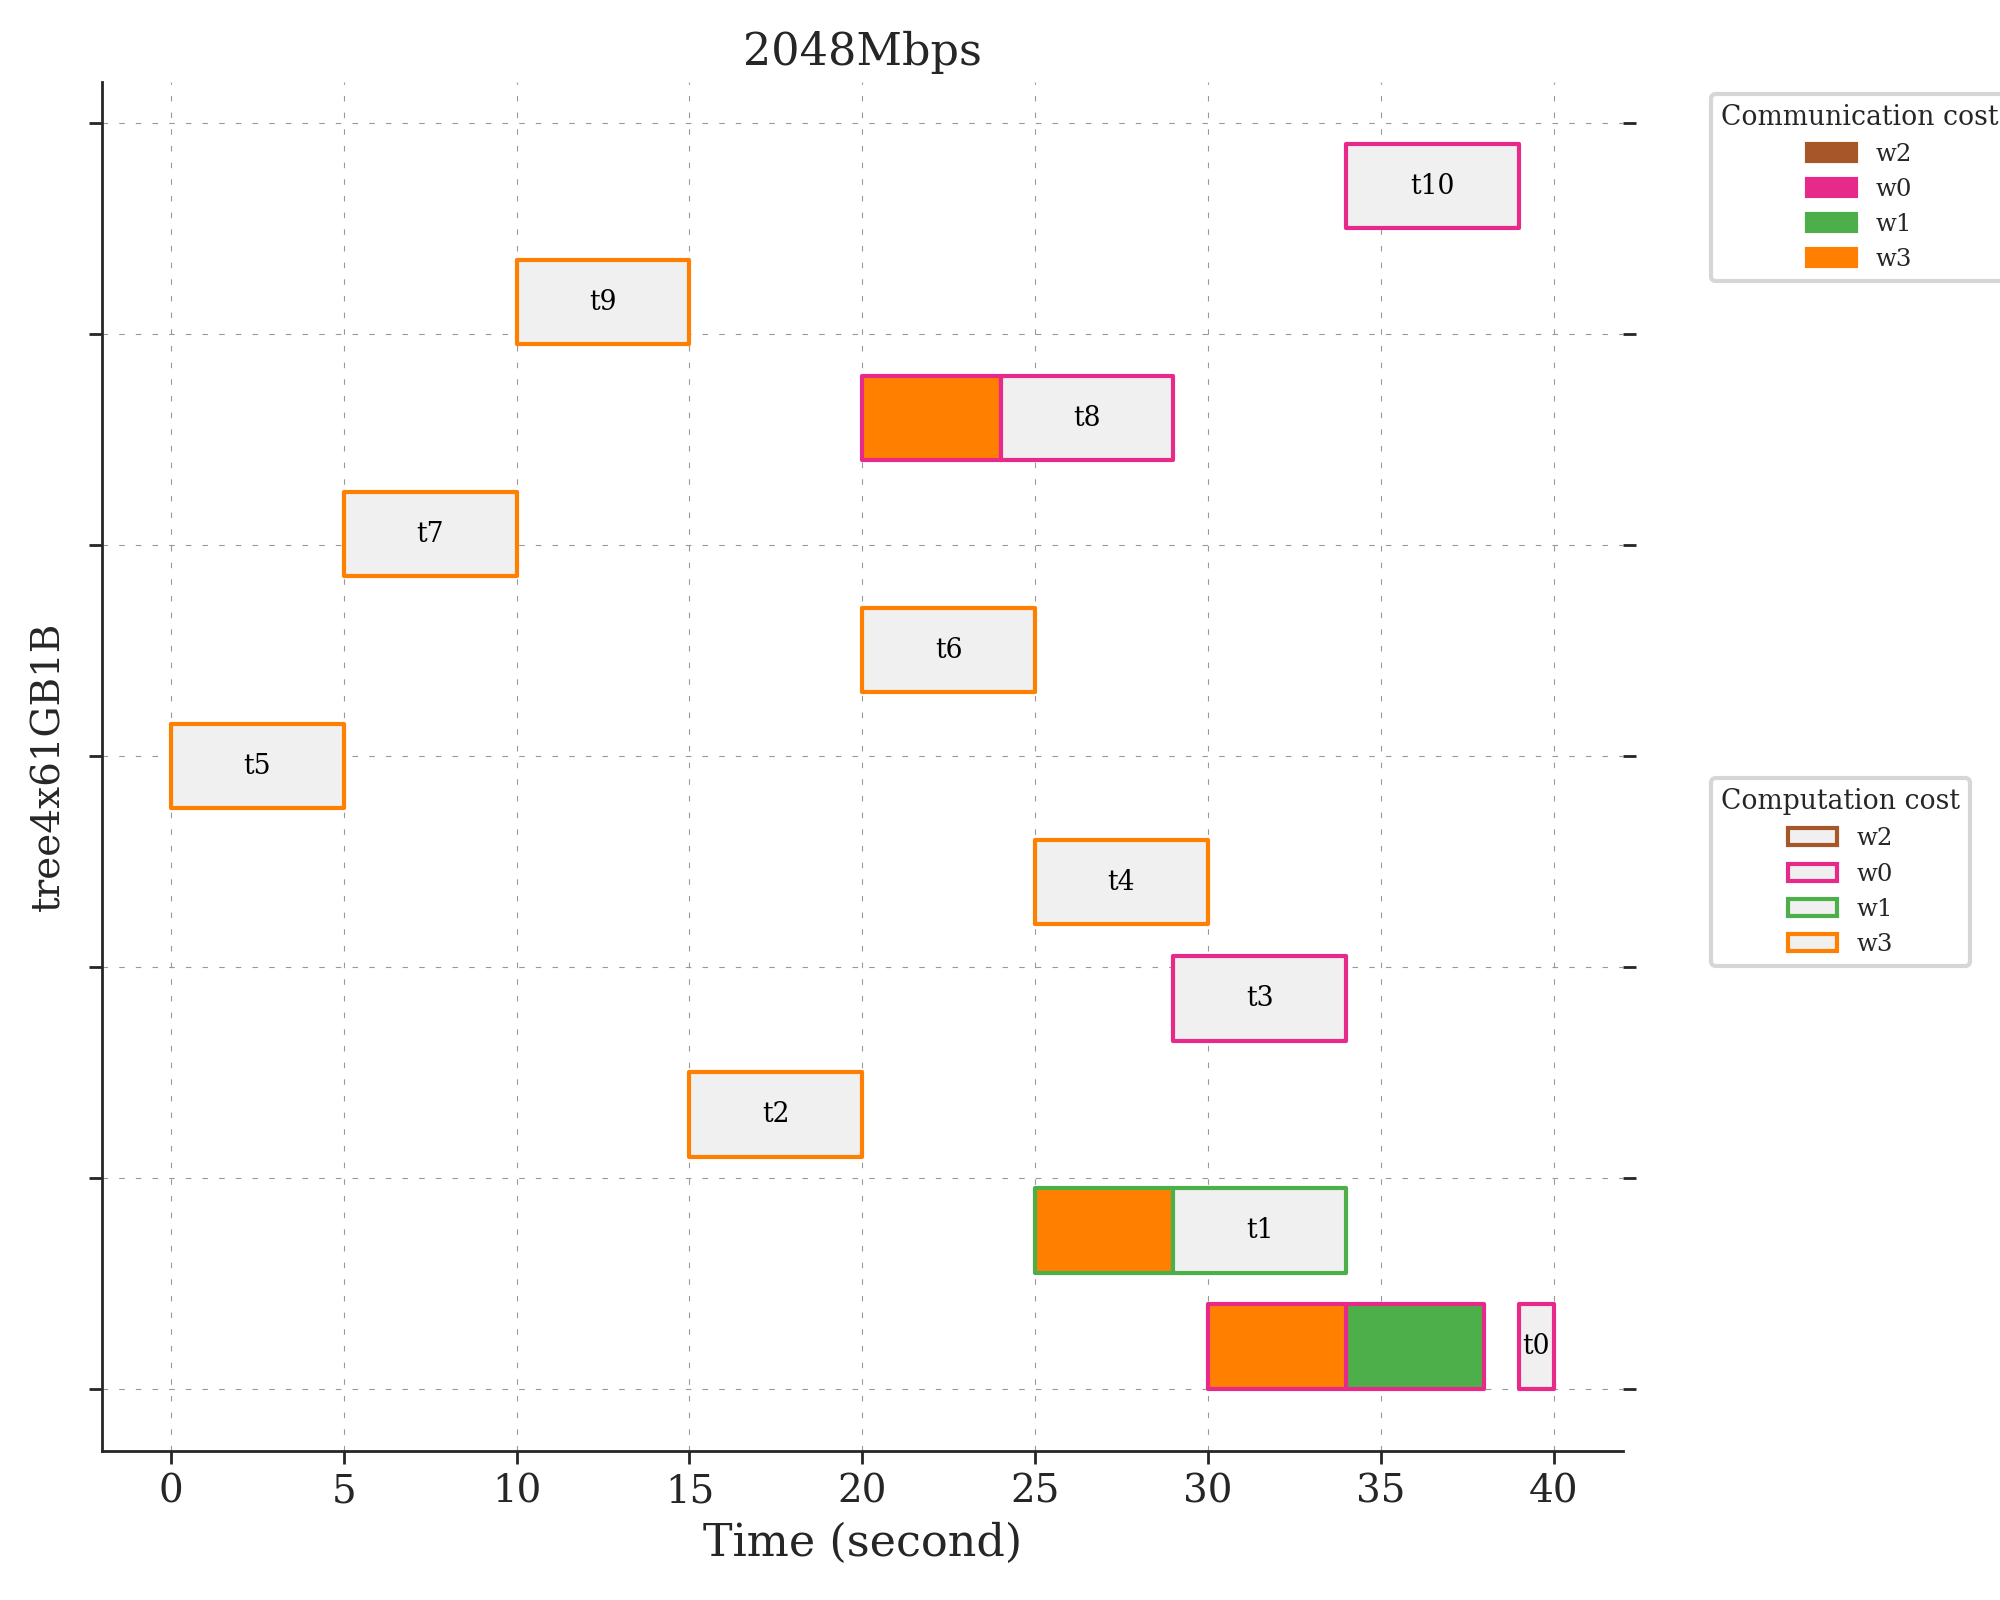 2048Mbps
Communication cost
w2
w0
w1
w3
t10
t9
t8
t7
t6
t5
t4
t3
t2
t1
t0
tree4x61GB1B
Computation cost
w2
w0
w1
w3
0 5 10 15 20 25 30 35 40
Time (second)